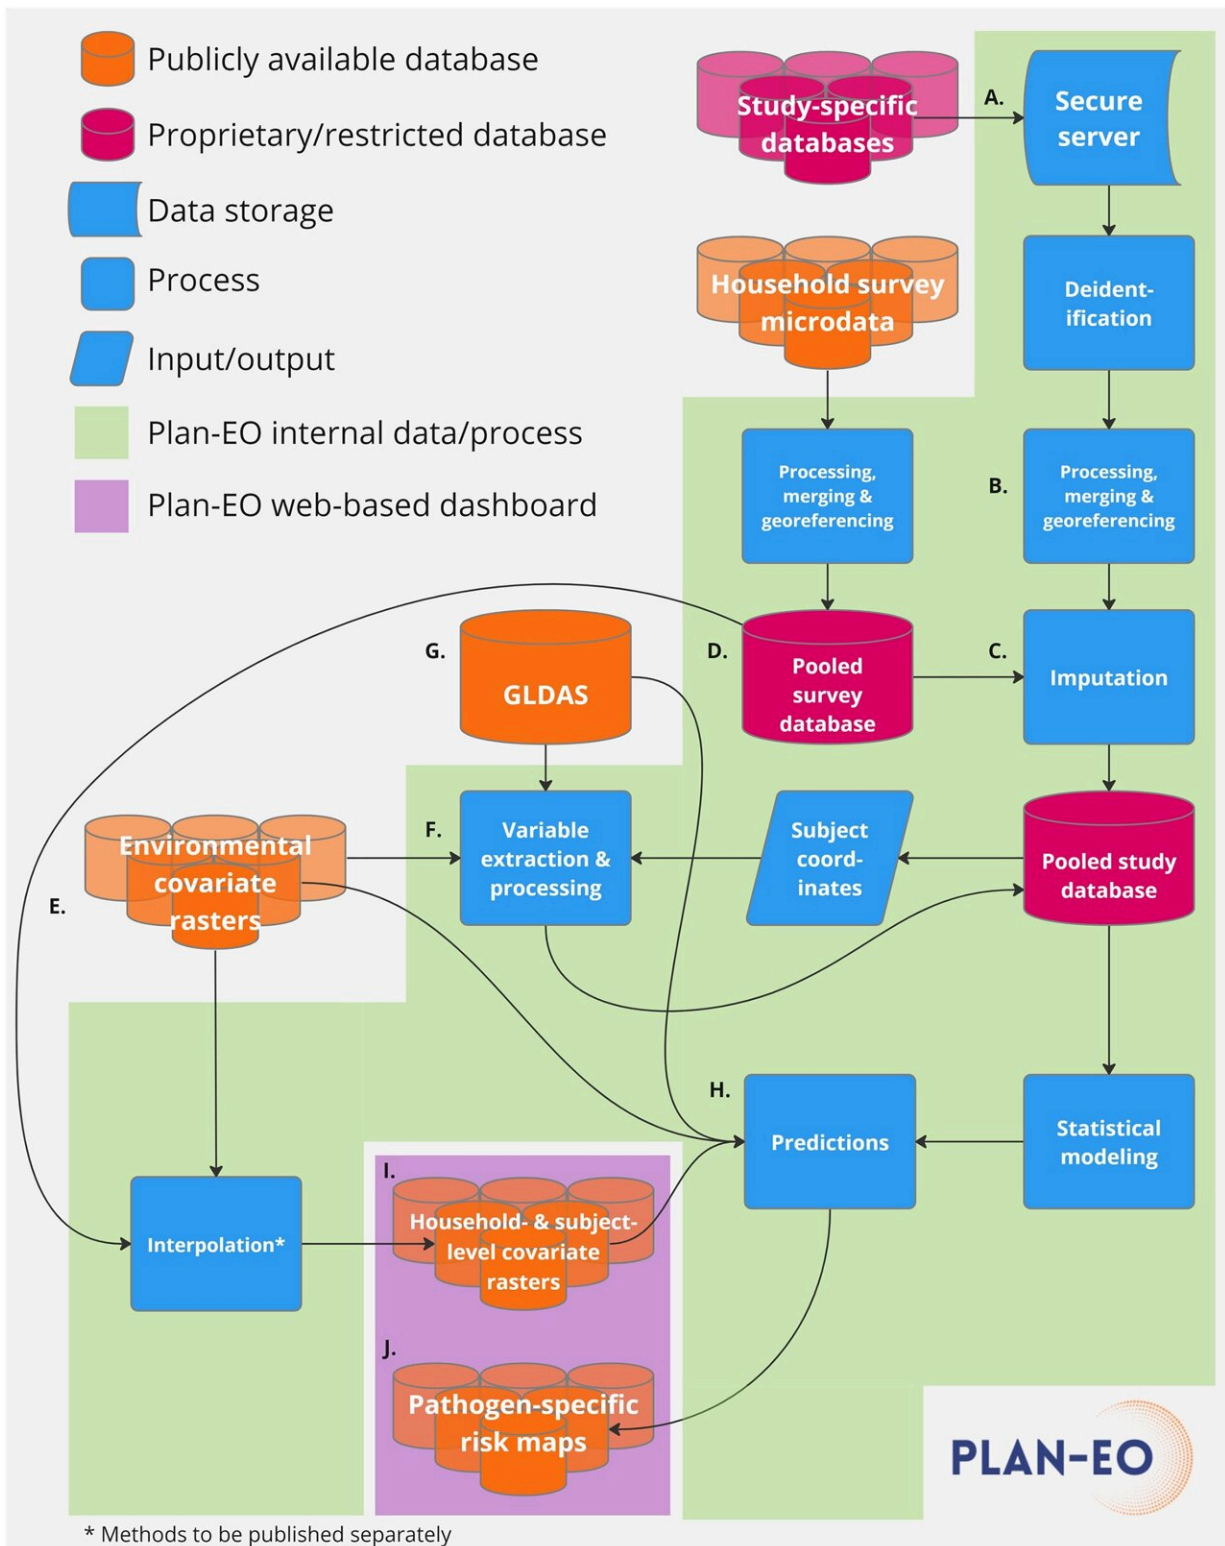 Publicly available database
Proprietary/restricted database
Data storage
Process
Input/output
Plan-EO internal data/process
Plan-EO web-based dashboard
Study-specific
databases
A.
Secure
server
Household survey
microdata
Deident-
ification
Processing,
merging &
georeferencing
B.
Processing,
merging &
georeferencing
G.
GLDAS
D.
Pooled
survey
database
C.
Imputation
E.
Environmental
covariate
rasters
F.
Variable
extraction &
processing
Subject
coord-
inates
Pooled study
database
H.
Predictions
Statistical
modeling
Interpolation*
I.
Household- & subject-
level covariate
rasters
J.
Pathogen-specific
risk maps
PLAN-EO
* Methods to be published separately